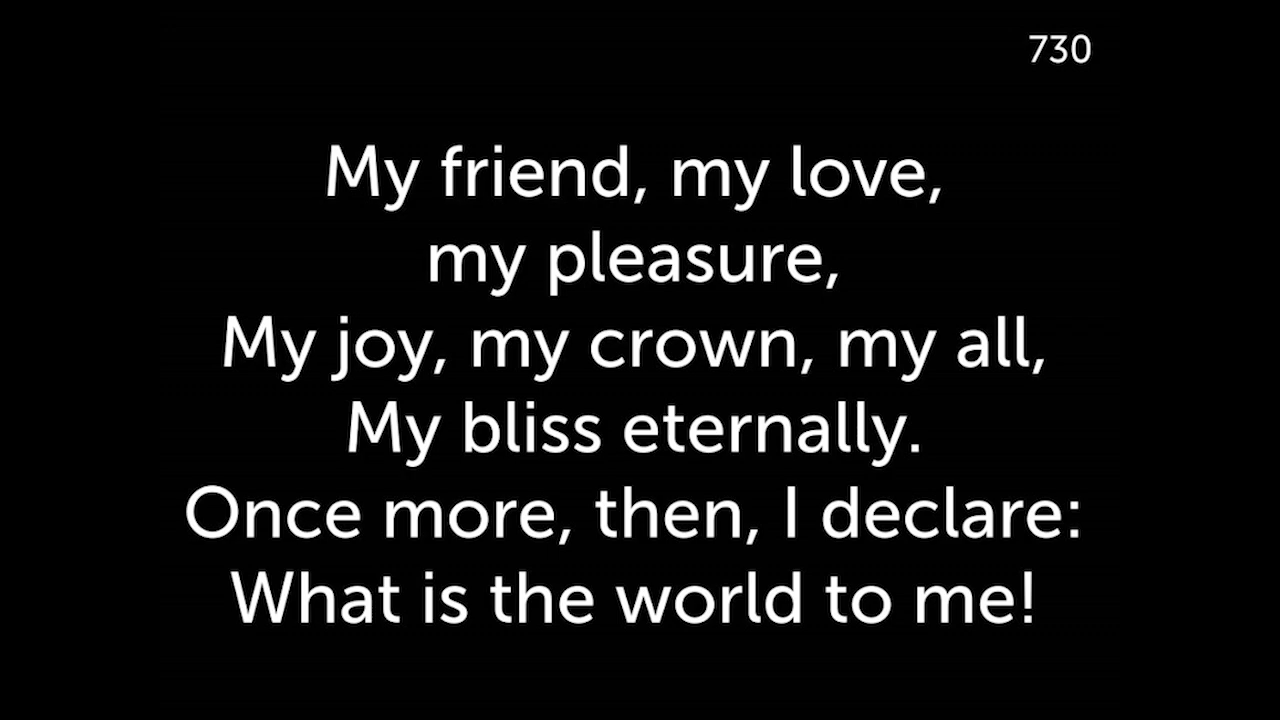 730
My friend, my love,
my pleasure,
My joy, my crown, my all,
My bliss eternally.
Once more, then, I declare:
What is the world to me!